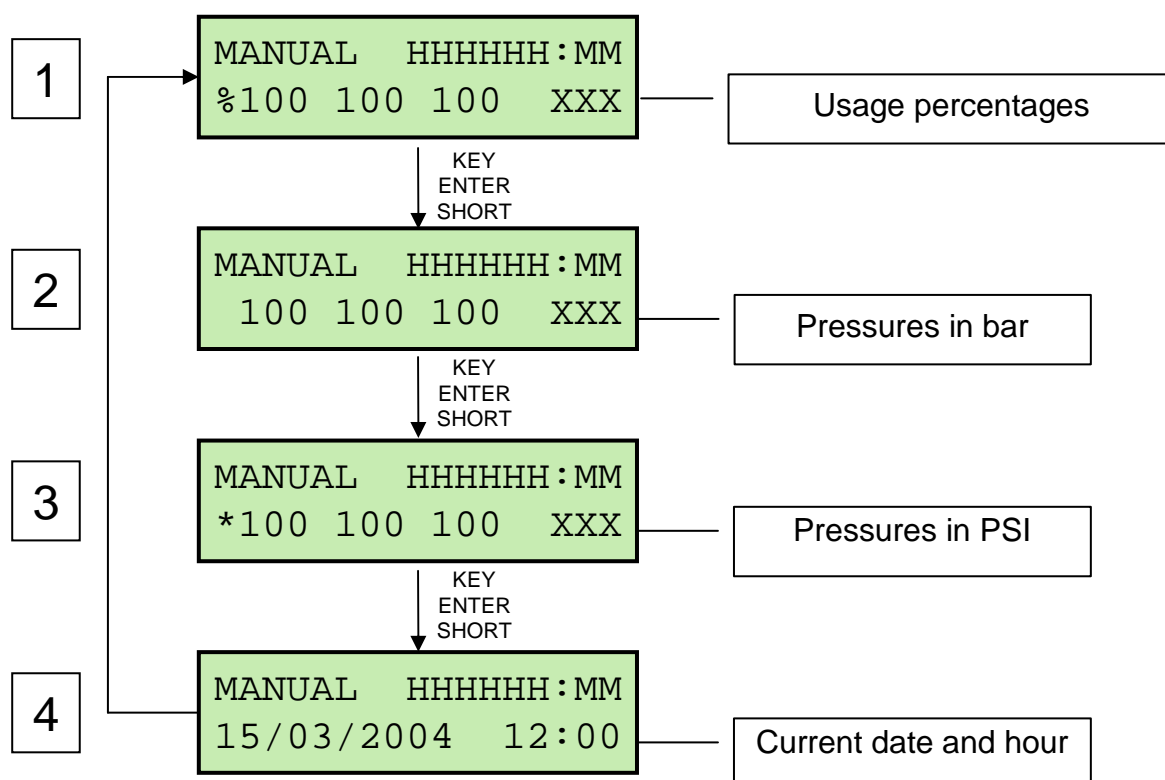 1
MANUAL  HHHHHH:MM
%100 100 100  XXX
Usage percentages
KEY
ENTER
SHORT
2
MANUAL  HHHHHH:MM
100 100 100  XXX
Pressures in bar
KEY
ENTER
SHORT
3
MANUAL  HHHHHH:MM
*100 100 100  XXX
Pressures in PSI
KEY
ENTER
SHORT
4
MANUAL  HHHHHH:MM
15/03/2004  12:00
Current date and hour